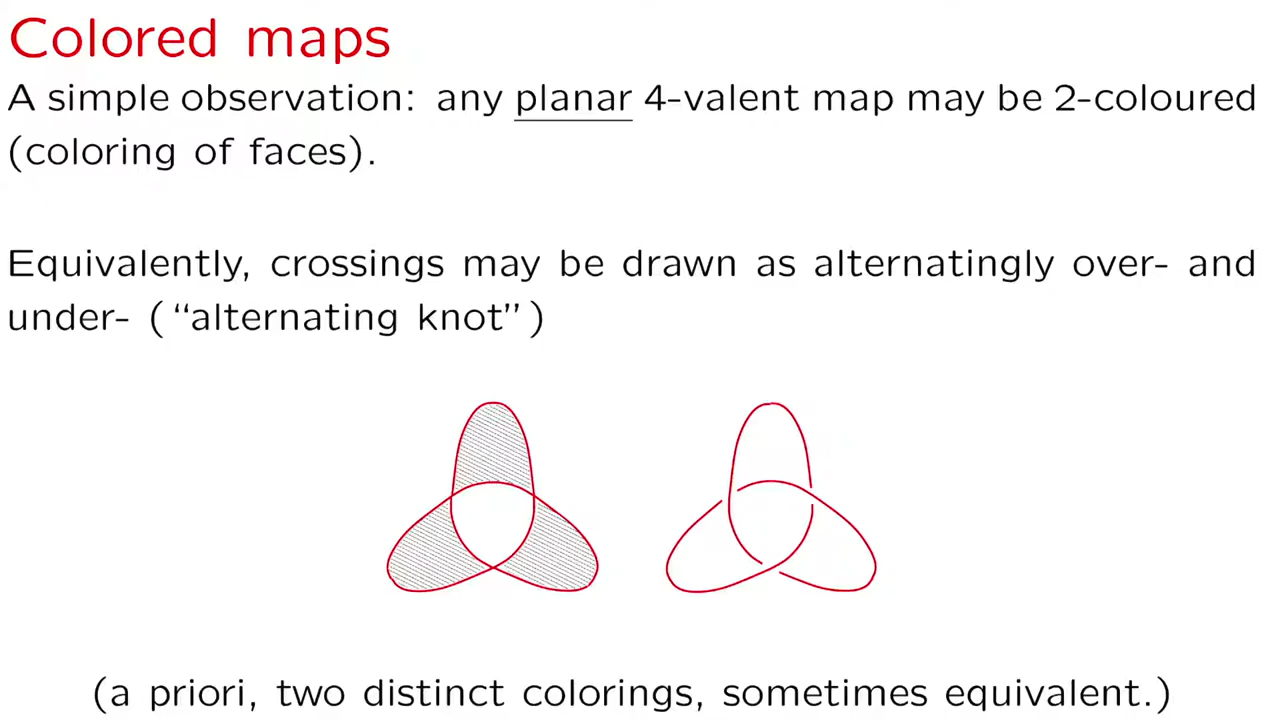 Colored maps
A simple observation: any planar 4-valent map may be 2-coloured
(coloring of faces).
Equivalently, crossings may be drawn as alternatingly over- and
under- (“alternating knot”)
(a priori, two distinct colorings, sometimes equivalent.)